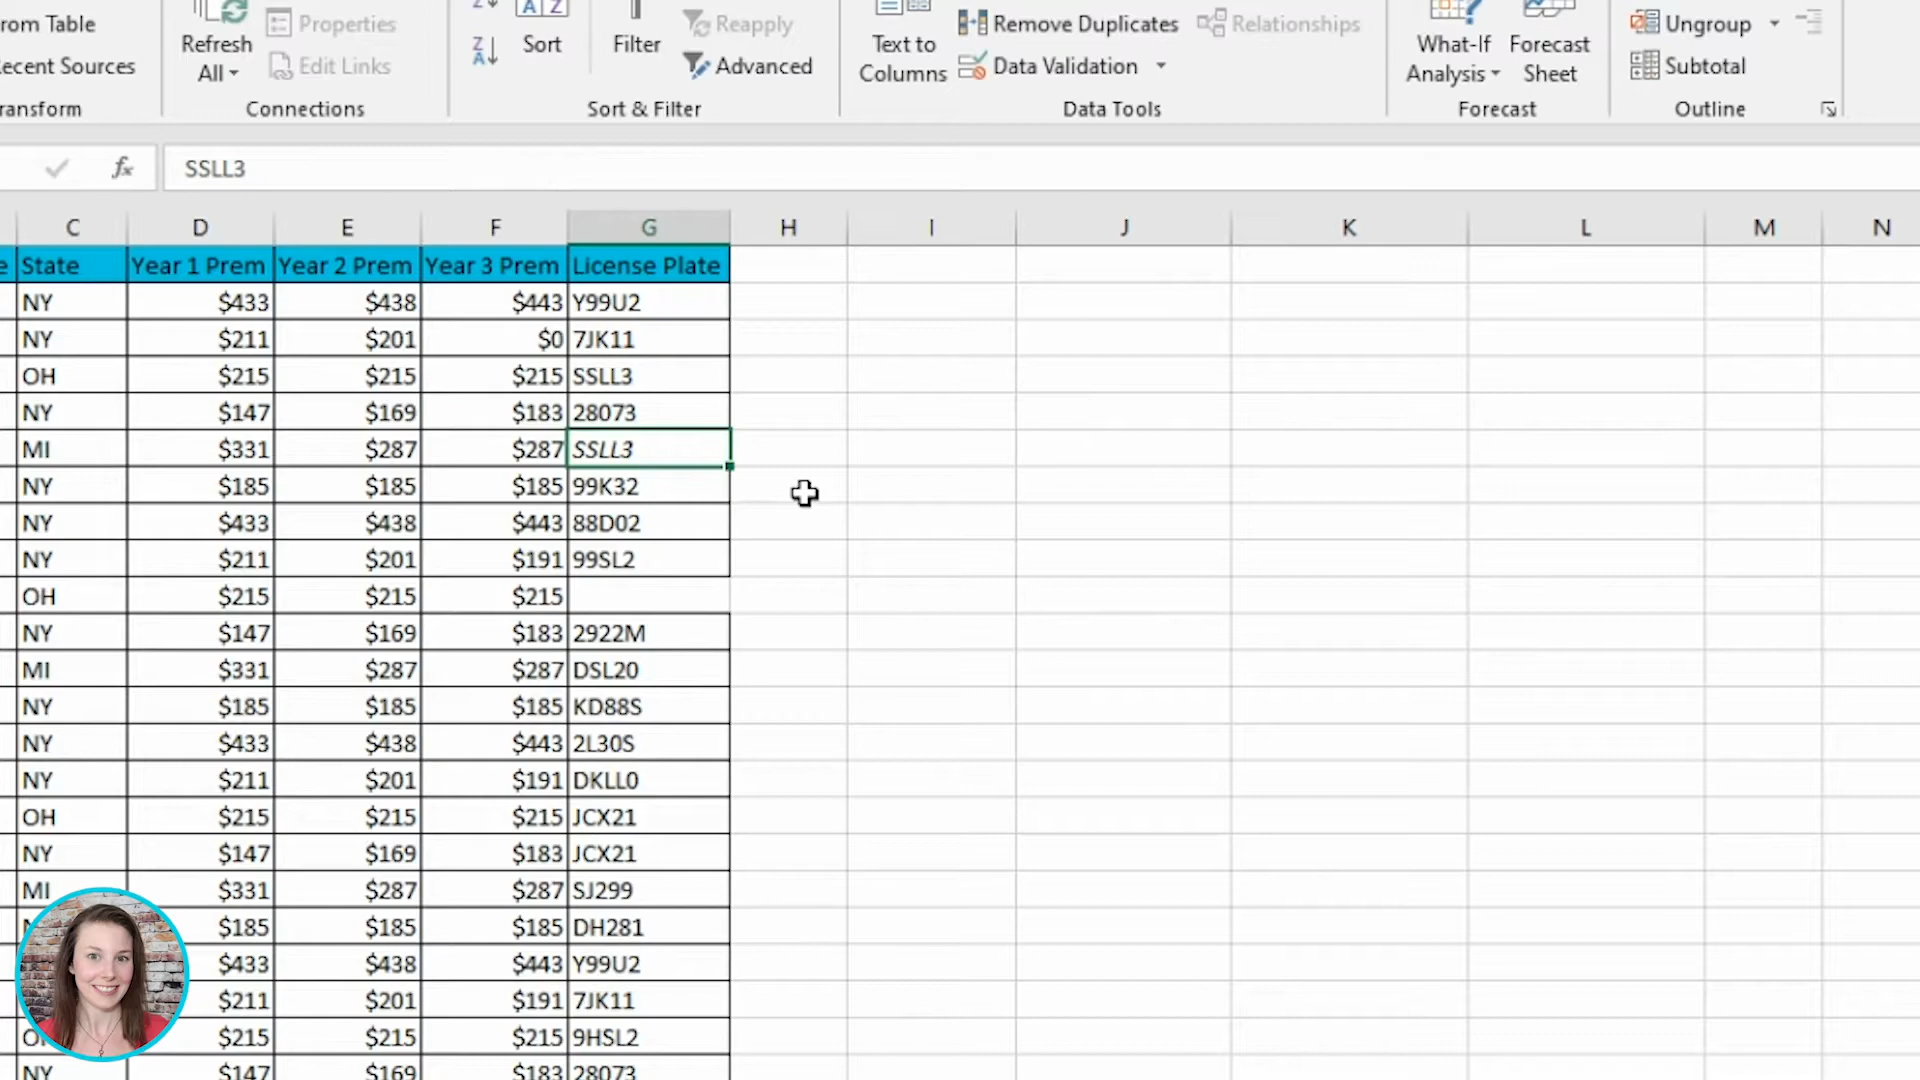 rom Table
ecent Sources
ransform
Refresh
All
Properties
Edit Links
Connections
Z
A
Z
A Z
Sort
Filter
Reapply
Advanced
Sort & Filter
Text to
Columns
Remove Duplicates
Relationships
Data Validation
Data Tools
What-If
Analysis
Forecast
Sheet
Forecast
Ungroup
Subtotal
Outline
fx SSLL3
C D E F G H I J K L M N
e State Year 1 Prem Year 2 Prem Year 3 Prem License Plate
NY $433 $438 $443 Y99U2
NY $211 $201 $0 7JK11
OH $215 $215 $215 SSLL3
NY $147 $169 $183 28073
MI $331 $287 $287 SSLL3
NY $185 $185 $185 99K32
NY $433 $438 $443 88D02
NY $211 $201 $191 99SL2
OH $215 $215 $215
NY $147 $169 $183 2922M
MI $331 $287 $287 DSL20
NY $185 $185 $185 KD88S
NY $433 $438 $443 2L30S
NY $211 $201 $191 DKLL0
OH $215 $215 $215 JCX21
NY $147 $169 $183 JCX21
MI $331 $287 $287 SJ299
$185 $185 $185 DH281
$433 $438 $443 Y99U2
$211 $201 $191 7JK11
$215 $215 $215 9HSL2
NY $147 $169 $183 28073